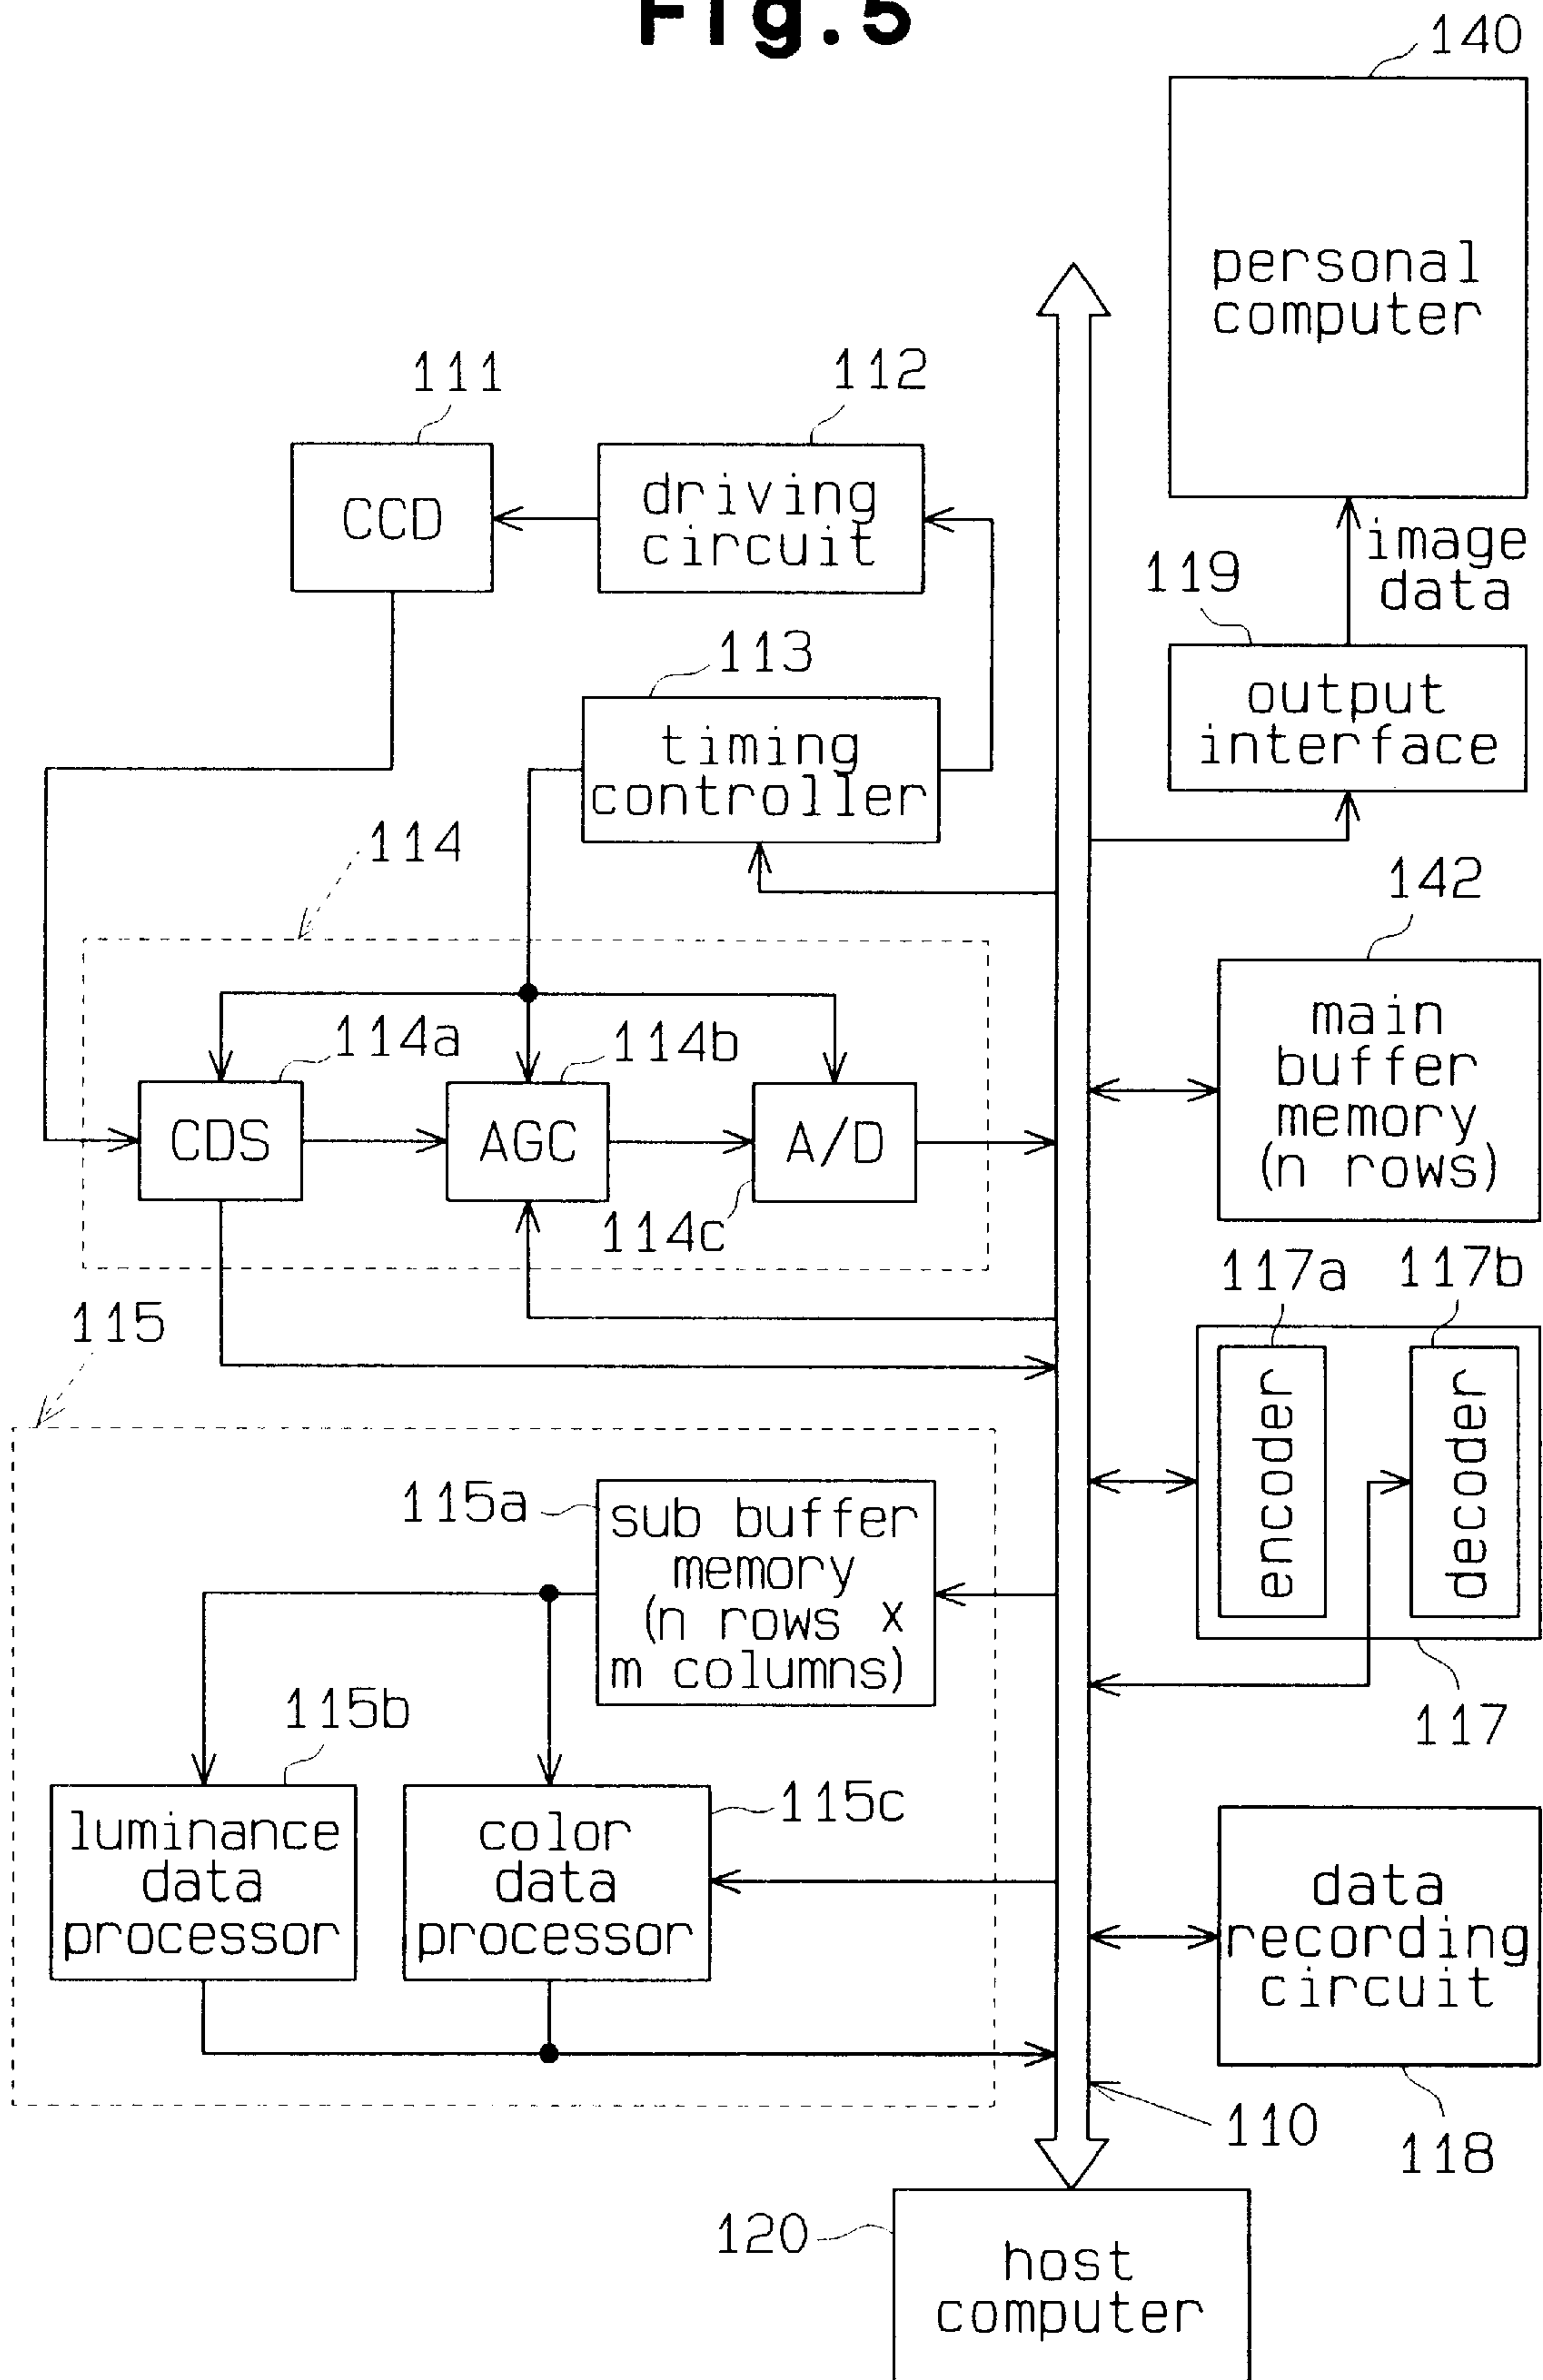 Fig.5
140
personal
computer
111
112
CCD
driving
circuit
image
data
119
113
output
interface
timing
controller
114
142
main
buffer
memory
(n rows)
114a
114b
CDS
AGC
A/D
114c
117a
117b
115
encoder
decoder
115a
sub buffer
memory
(n rows x
m columns)
117
115b
115c
luminance
data
processor
color
data
processor
data
recording
circuit
110
118
120
host
computer